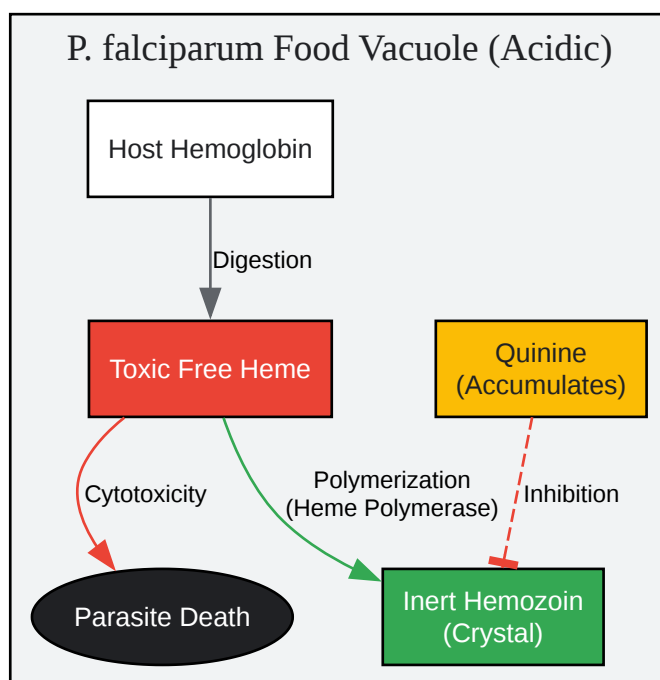 P. falciparum Food Vacuole (Acidic)
Host Hemoglobin
Digestion
Toxic Free Heme
Quinine
(Accumulates)
Cytotoxicity
Polymerization
(Heme Polymerase)
Inhibition
Parasite Death
Inert Hemozoin
(Crystal)